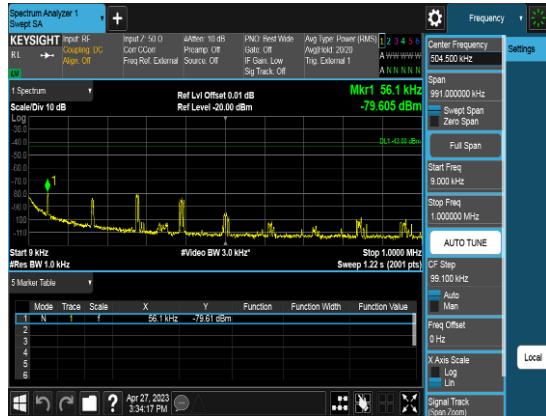 Spectrum Analyzer 1
Swept SA
+
Frequency
KEYSIGHT
RL
Input: RF
Coupling: DC
Align: Off
Input Z: 50 Ω
Corr CCorr
Freq Ref: External
#Atten: 10 dB
Preamp: Off
Source: Off
PNO: Best Wide
Gate: Off
IF Gain: Low
Sig Track: Off
Avg Type: Power (RMS)
Avg|Hold: 20/20
Trig: External 1
1 2 3 4 5 6
A W W W W W
A N N N N N
LW
1 Spectrum
Scale/Div 10 dB
Ref Lvl Offset 0.01 dB
Ref Level -20.00 dBm
Mkr1 56.1 kHz
-79.605 dBm
Log
-30.0
-40.0
DL1 -43.00 dBm
-50.0
-60.0
-70.0
-80.0
-90.0
-100
-110
1
Start 9 kHz
#Res BW 1.0 kHz
#Video BW 3.0 kHz*
Stop 1.0000 MHz
Sweep 1.22 s (2001 pts)
5 Marker Table
Mode Trace Scale X Y Function Function Width Function Value
1 N 1 f 56.1 kHz -79.61 dBm
2
3
4
5
6
Apr 27, 2023
3:34:17 PM
Center Frequency
504.500 kHz
Settings
Span
991.000000 kHz
Swept Span
Zero Span
Full Span
Start Freq
9.000 kHz
Stop Freq
1.000000 MHz
AUTO TUNE
CF Step
99.100 kHz
Auto
Man
Freq Offset
0 Hz
X Axis Scale
Log
Lin
Local
Signal Track
(Span Zoom)